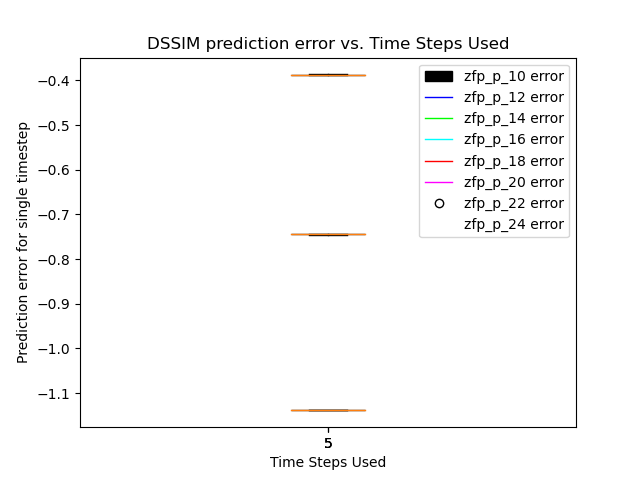 DSSIM prediction error vs. Time Steps Used
Prediction error for single timestep
−0.4
−0.5
−0.6
−0.7
−0.8
−0.9
−1.0
−1.1
zfp_p_10 error
zfp_p_12 error
zfp_p_14 error
zfp_p_16 error
zfp_p_18 error
zfp_p_20 error
zfp_p_22 error
zfp_p_24 error
5
Time Steps Used